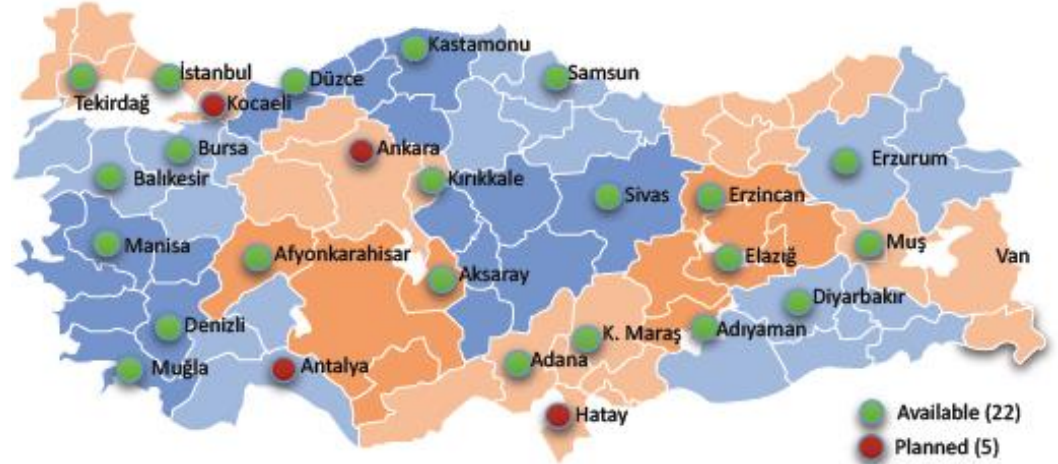 Kastamonu
İstanbul
Düzce
Samsun
Tekirdağ
Kocaeli
Bursa
Ankara
Erzurum
Balıkesir
Kırıkkale
Sivas
Erzincan
Manisa
Afyonkarahisar
Muş
Elazığ
Van
Aksaray
Diyarbakır
Denizli
Adıyaman
K. Maraş
Muğla
Antalya
Adana
Hatay
Available (22)
Planned (5)